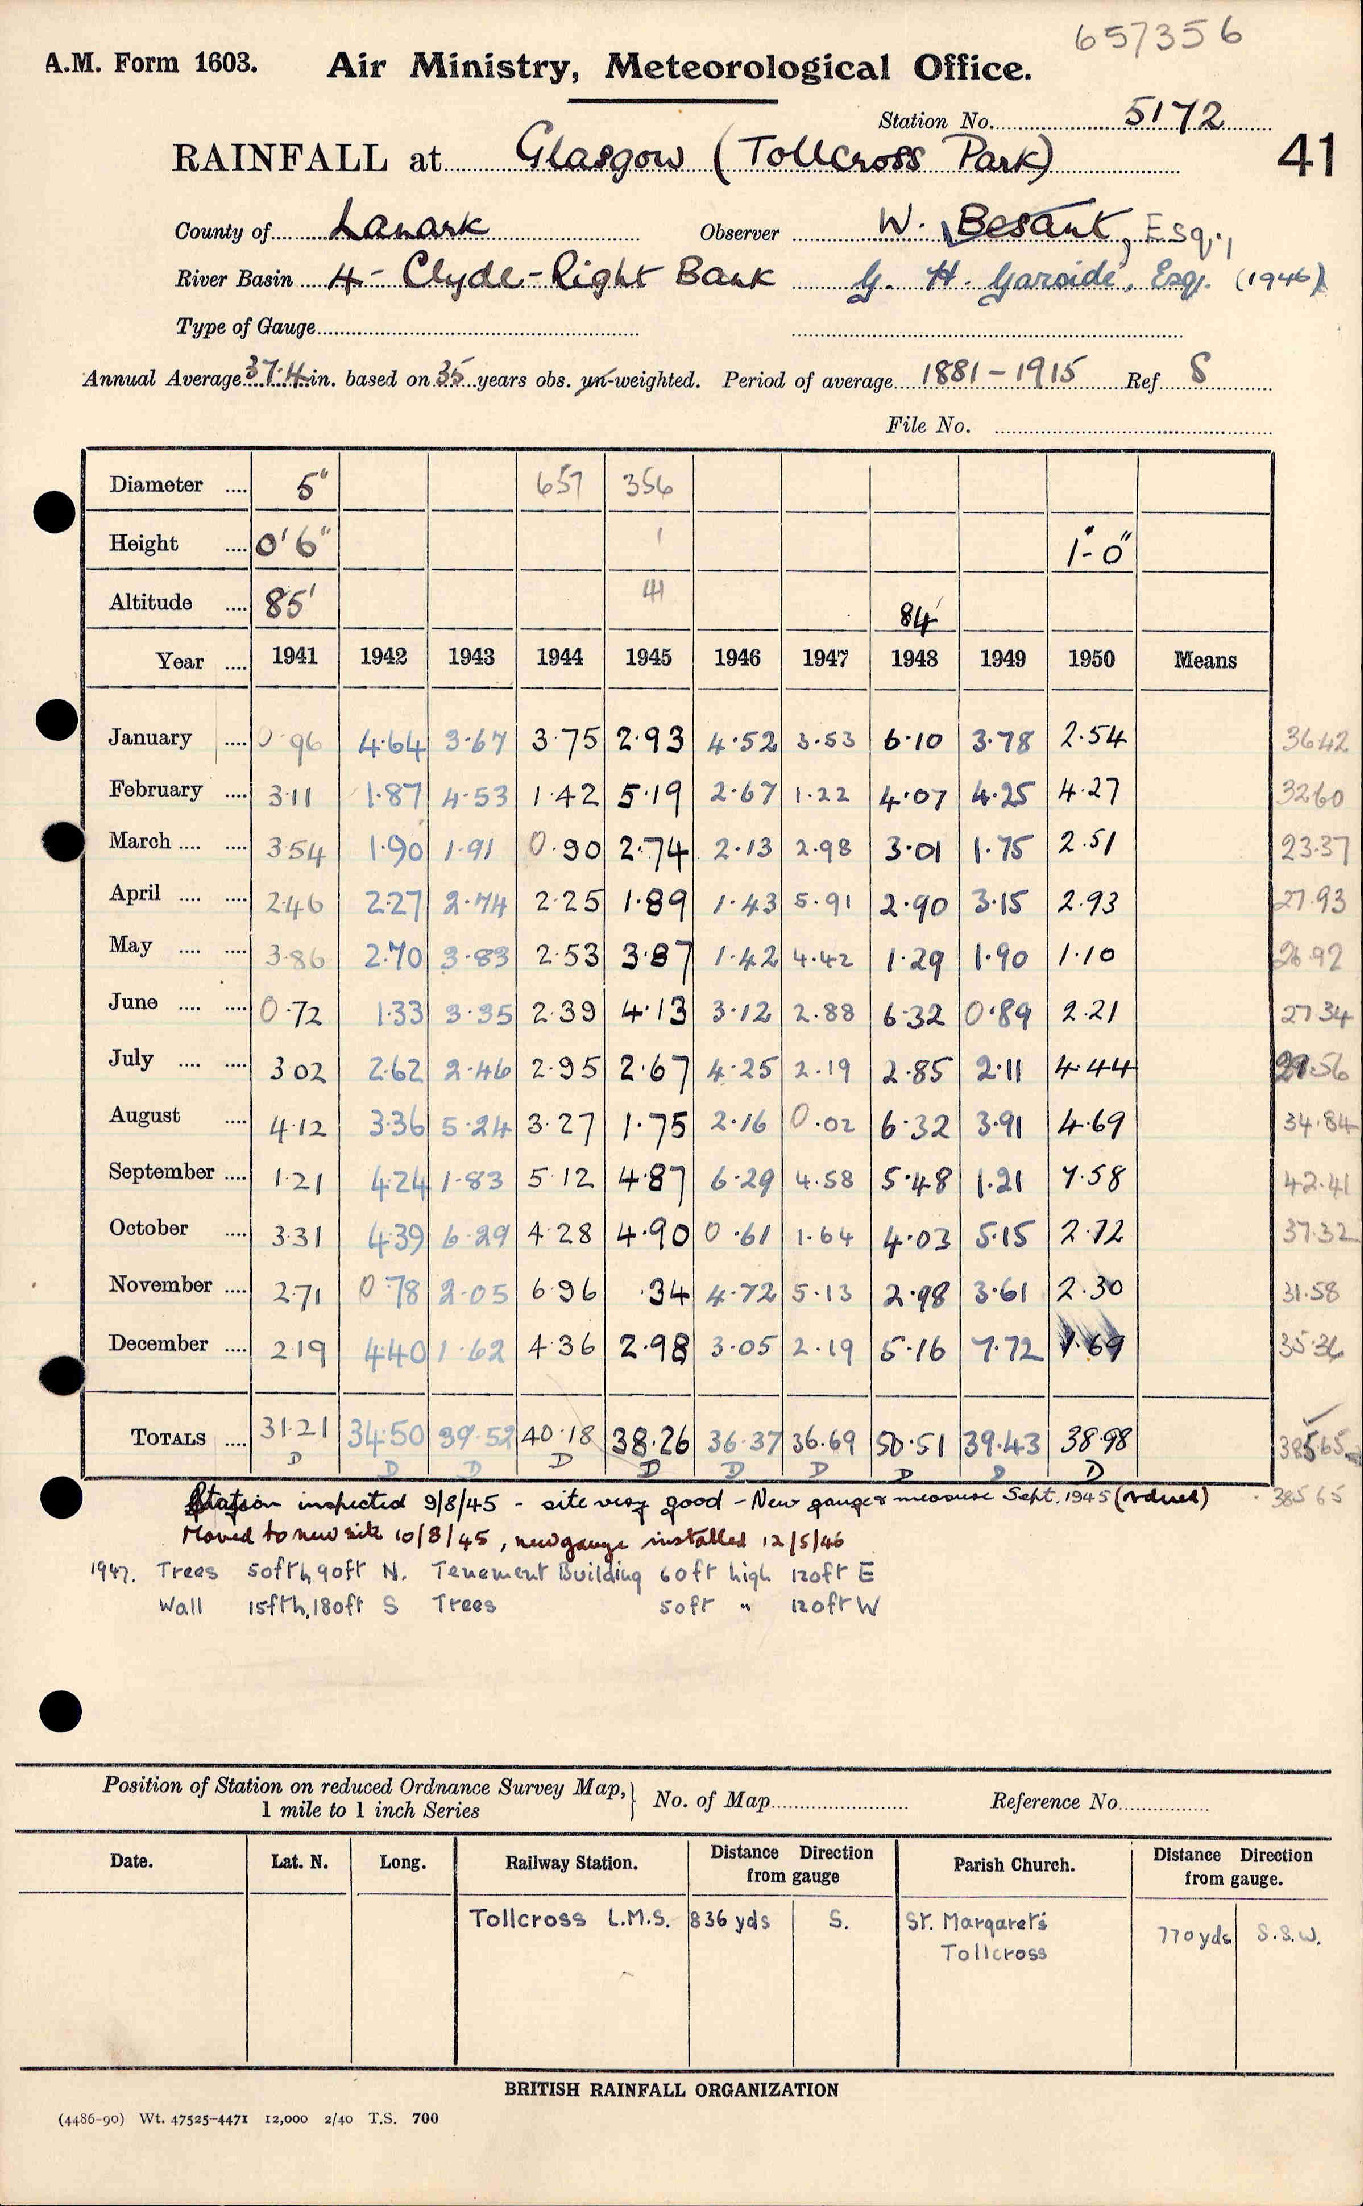 657356
A.M. Form 1603. Air Ministry, Meteorological Office.
Station No. 5172
RAINFALL at Glasgow (Tollcross Park) 41
County of Lanark Observer W. Besant, Esq.,
River Basin 4 - Clyde - Right Bank G. H. Garside, Esq. (1946)
Type of Gauge
Annual Average 37.4 in. based on 35 years obs. un-weighted. Period of average 1881-1915 Ref S
File No.
Diameter .... 5" 657 356
Height .... 0'6" 1 1'-0"
Altitude .... 85' 41 84'
Year .... 1941 1942 1943 1944 1945 1946 1947 1948 1949 1950 Means
January .... 0.96 4.64 3.67 3.75 2.93 4.52 3.53 6.10 3.78 2.54 36.42
February .... 3.11 1.87 4.53 1.42 5.19 2.67 1.22 4.07 4.25 4.27 32.60
March .... .... 3.54 1.90 1.91 0.90 2.74 2.13 2.98 3.01 1.75 2.51 23.37
April .... .... 2.46 2.27 2.74 2.25 1.89 1.43 5.91 2.90 3.15 2.93 27.93
May .... .... 3.86 2.70 3.83 2.53 3.87 1.42 4.42 1.29 1.90 1.10 26.92
June .... .... 0.72 1.33 3.35 2.39 4.13 3.12 2.88 6.32 0.89 2.21 27.34
July .... .... 3.02 2.62 2.46 2.95 2.67 4.25 2.19 2.85 2.11 4.44 29.56
August .... 4.12 3.36 5.24 3.27 1.75 2.16 0.02 6.32 3.91 4.69 34.84
September .... 1.21 4.24 1.83 5.12 4.87 6.29 4.58 5.48 1.21 7.58 42.41
October .... 3.31 4.39 6.29 4.28 4.90 0.61 1.64 4.03 5.15 2.72 37.32
November .... 2.71 0.78 2.05 6.96 .34 4.72 5.13 2.98 3.61 2.30 31.58
December .... 2.19 4.40 1.62 4.36 2.98 3.05 2.19 5.16 7.72 1.69 35.36
TOTALS .... 31.21 34.50 39.52 40.18 38.26 36.37 36.69 50.51 39.43 38.98 385.65
D D D D D D D D D D
Station inspected 9/8/45 - site very good - New gauge & measure Sept. 1945 385 65
Moved to new site 10/8/45, new gauge installed 12/5/46
1947. Trees 50ft h, 90ft N. Tenement Building 60ft high 120ft E
Wall 15ft h, 180ft S Trees 50ft " 120ft W
Position of Station on reduced Ordnance Survey Map, 1 mile to 1 inch Series No. of Map Reference No.
Date. Lat. N. Long. Railway Station. Distance Direction from gauge Parish Church. Distance Direction from gauge.
Tollcross L.M.S. 836 yds S. St. Margaret's Tollcross 770 yds S.S.W.
BRITISH RAINFALL ORGANIZATION
(4486-90) Wt. 47525-4471 12,000 2/40 T.S. 700